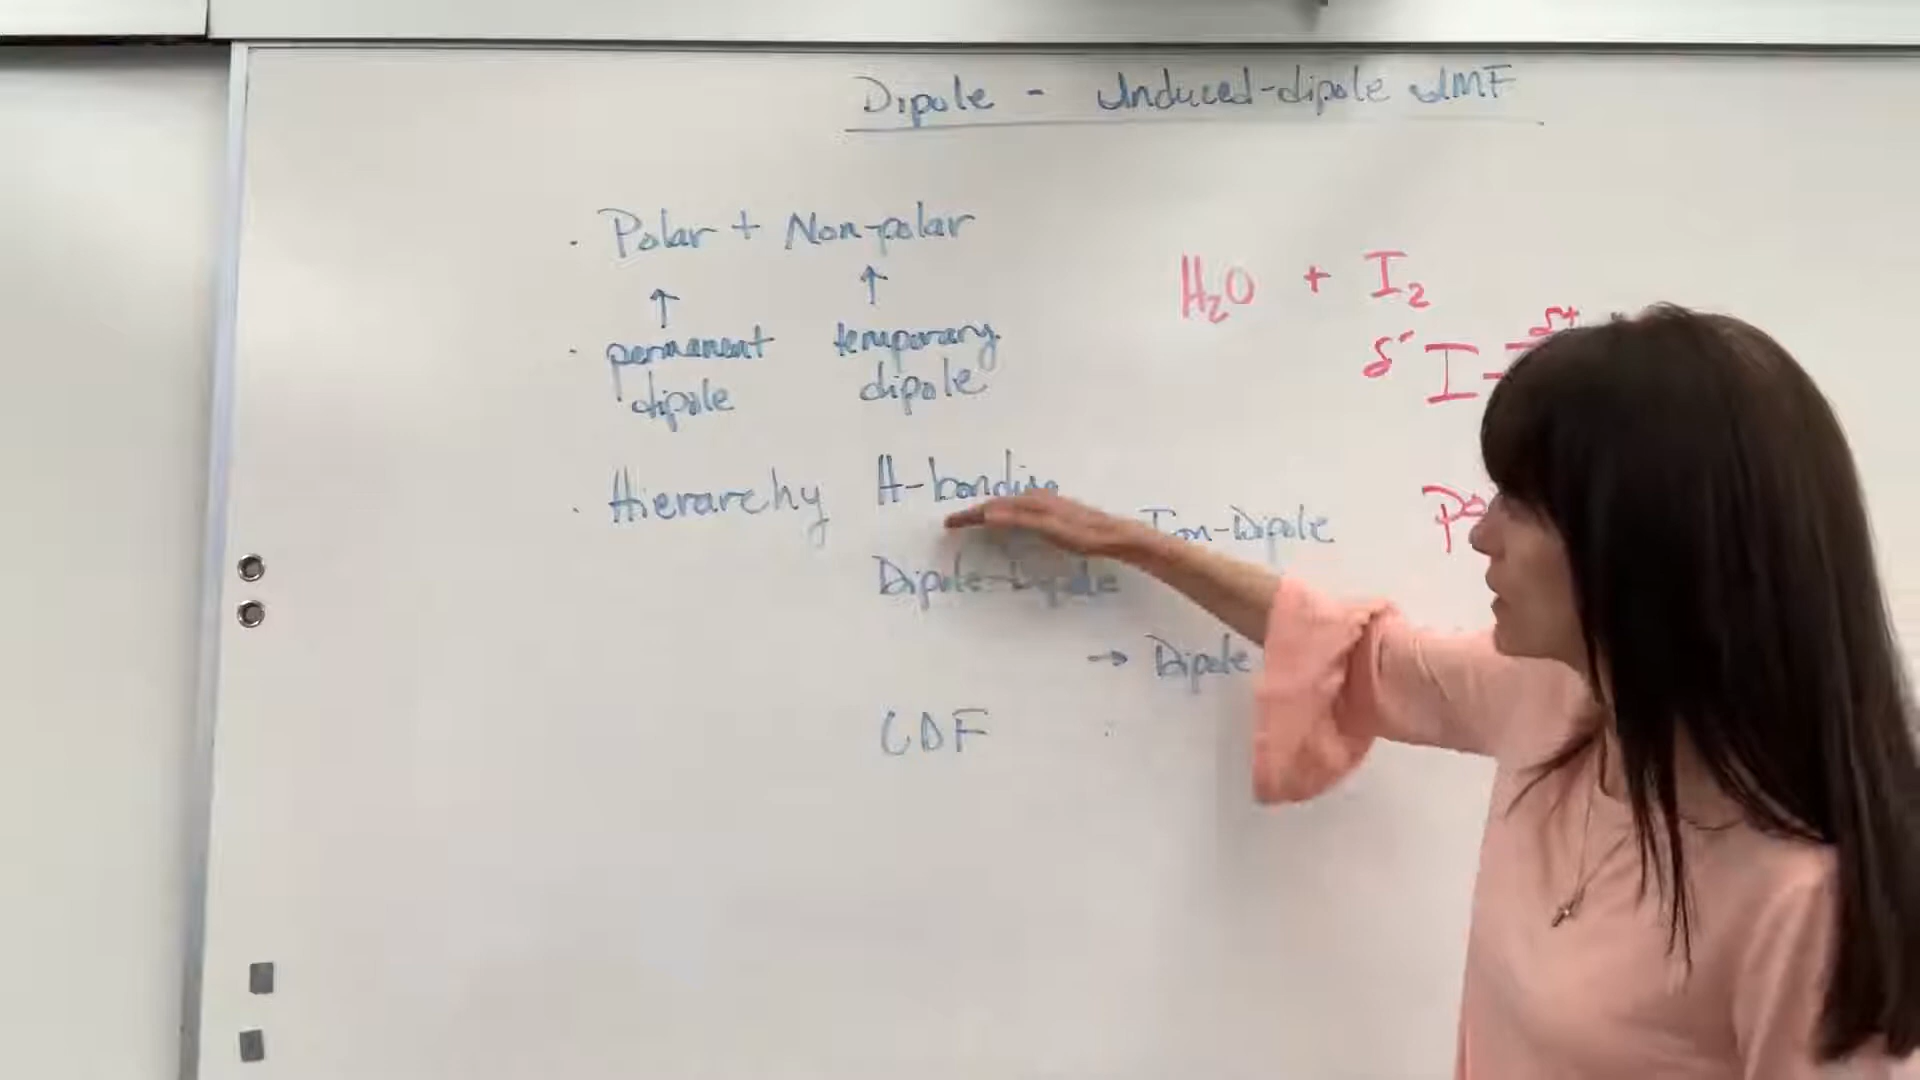 Dipole - Induced-dipole IMF
· Polar + Non-polar
↑ ↑
· permanent temporary
dipole dipole
· Hierarchy H-bonding
Ion-Dipole
Dipole-Dipole
→ Dipole
LDF
H₂O + I₂
δ+
δ- I